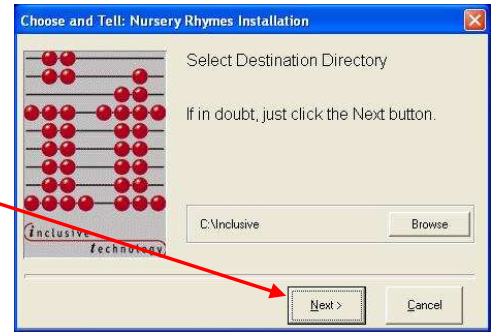 Choose and Tell: Nursery Rhymes Installation
Select Destination Directory
If in doubt, just click the Next button.
inclusive
technology
C:\Inclusive
Browse
Next >
Cancel